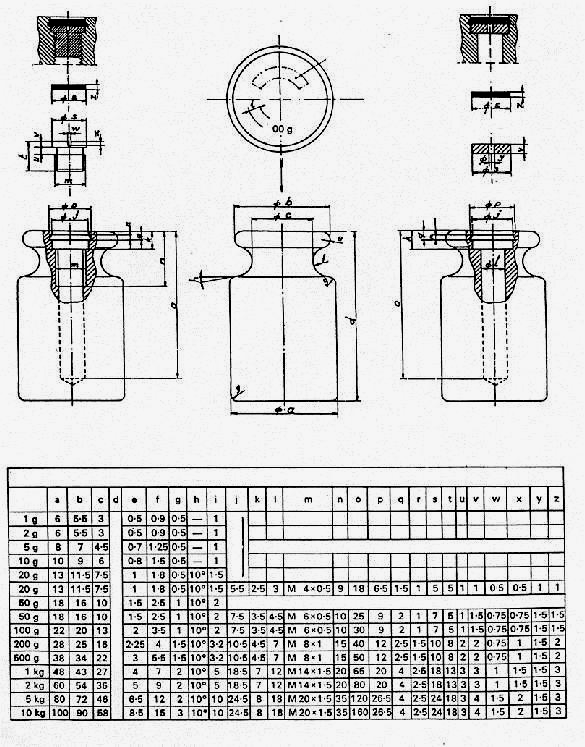 00 g
a b c d e f g h i j k l m n o p q r s t u v w x y z
1 g 6 5·5 3 0·5 0·9 0·5 — 1
2 g 6 5·5 3 0·5 0·9 0·5 — 1
5 g 8 7 4·5 0·7 1·25 0·5 — 1
10 g 10 9 6 0·8 1·5 0·5 — 1
20 g 13 11·5 7·5 1 1·8 0·5 10° 1·5
20 g 13 11·5 7·5 1 1·8 0·5 10° 1·5 5·5 2·5 3 M 4×0·5 9 18 6·5 1·5 1 5 5 1 1 0·5 0·5 1 1
50 g 18 16 10 1·5 2·5 1 10° 2
50 g 18 16 10 1·5 2·5 1 10° 2 7·5 3·5 4·5 M 6×0·5 10 25 9 2 1 7 5 1 1·5 0·75 0·75 1·5 1·5
100 g 22 20 13 2 3·5 1 10° 2 7·5 3·5 4·5 M 6×0·5 10 30 9 2 1 7 5 1 1·5 0·75 0·75 1·5 1·5
200 g 28 25 18 2·25 4 1·5 10° 3·2 10·5 4·5 7 M 8×1 15 40 12 2·5 1·5 10 8 2 2 0·75 1 1·5 2
500 g 38 34 22 3 5·5 1·5 10° 3·2 10·5 4·5 7 M 8×1 15 50 12 2·5 1·5 10 8 2 2 0·75 1 1·5 2
1 kg 48 43 27 4 7 2 10° 5 18·5 7 12 M 14×1·5 20 65 20 4 2·5 18 13 3 3 1 1·5 1·5 3
2 kg 60 54 36 5 9 2 10° 5 18·5 7 12 M 14×1·5 20 80 20 4 2·5 18 13 3 3 1 1·5 1·5 3
5 kg 80 72 46 6·5 12 2 10° 10 24·5 8 18 M 20×1·5 35 120 26·5 4 2·5 24 18 3 4 1·5 2 1·5 3
10 kg 100 90 58 8·5 15 3 10° 10 24·5 8 18 M 20×1·5 35 160 26·5 4 2·5 24 18 3 4 1·5 2 1·5 3